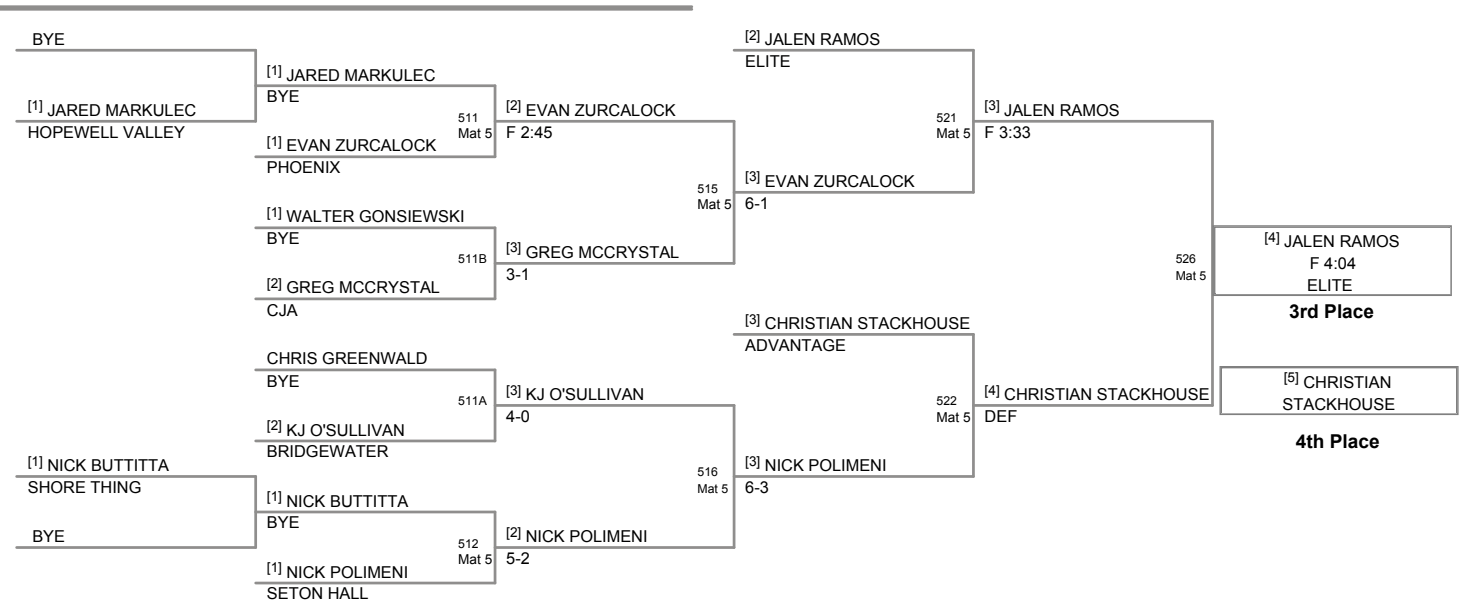 BYE
[1] JARED MARKULEC
HOPEWELL VALLEY
[1] NICK BUTTITTA
SHORE THING
BYE
[1] JARED MARKULEC
BYE
511
Mat 5
[1] EVAN ZURCALOCK
PHOENIX
[1] WALTER GONSIEWSKI
BYE
511B
[2] GREG MCCRYSTAL
CJA
CHRIS GREENWALD
BYE
511A
[2] KJ O'SULLIVAN
BRIDGEWATER
[1] NICK BUTTITTA
BYE
512
Mat 5
[1] NICK POLIMENI
SETON HALL
[2] EVAN ZURCALOCK
F 2:45
515
Mat 5
[3] GREG MCCRYSTAL
3-1
[3] KJ O'SULLIVAN
4-0
516
Mat 5
[2] NICK POLIMENI
5-2
[2] JALEN RAMOS
ELITE
521
Mat 5
[3] EVAN ZURCALOCK
6-1
[3] CHRISTIAN STACKHOUSE
ADVANTAGE
522
Mat 5
[3] NICK POLIMENI
6-3
[3] JALEN RAMOS
F 3:33
526
Mat 5
[4] CHRISTIAN STACKHOUSE
DEF
[4] JALEN RAMOS
F 4:04
ELITE
3rd Place
[5] CHRISTIAN
STACKHOUSE
4th Place